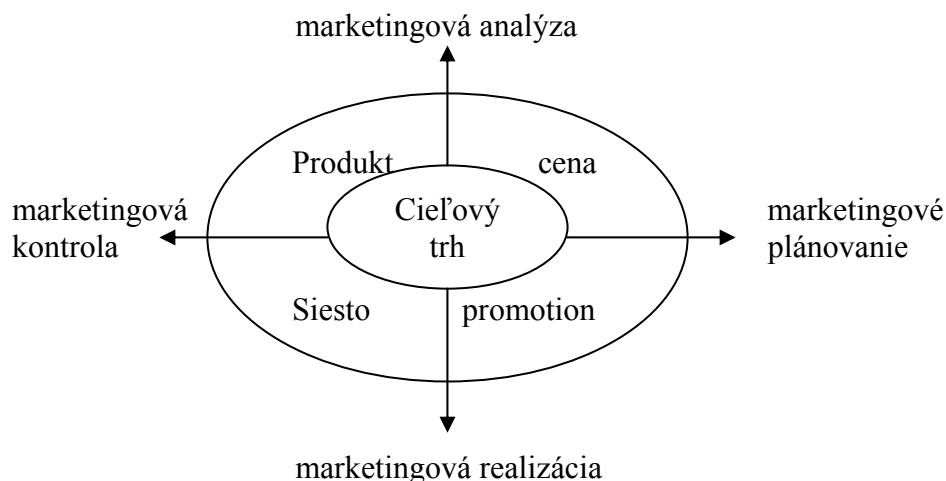 marketingová analýza
Produkt
cena
marketingová
kontrola
Cieľový
trh
marketingové
plánovanie
Siesto
promotion
marketingová realizácia